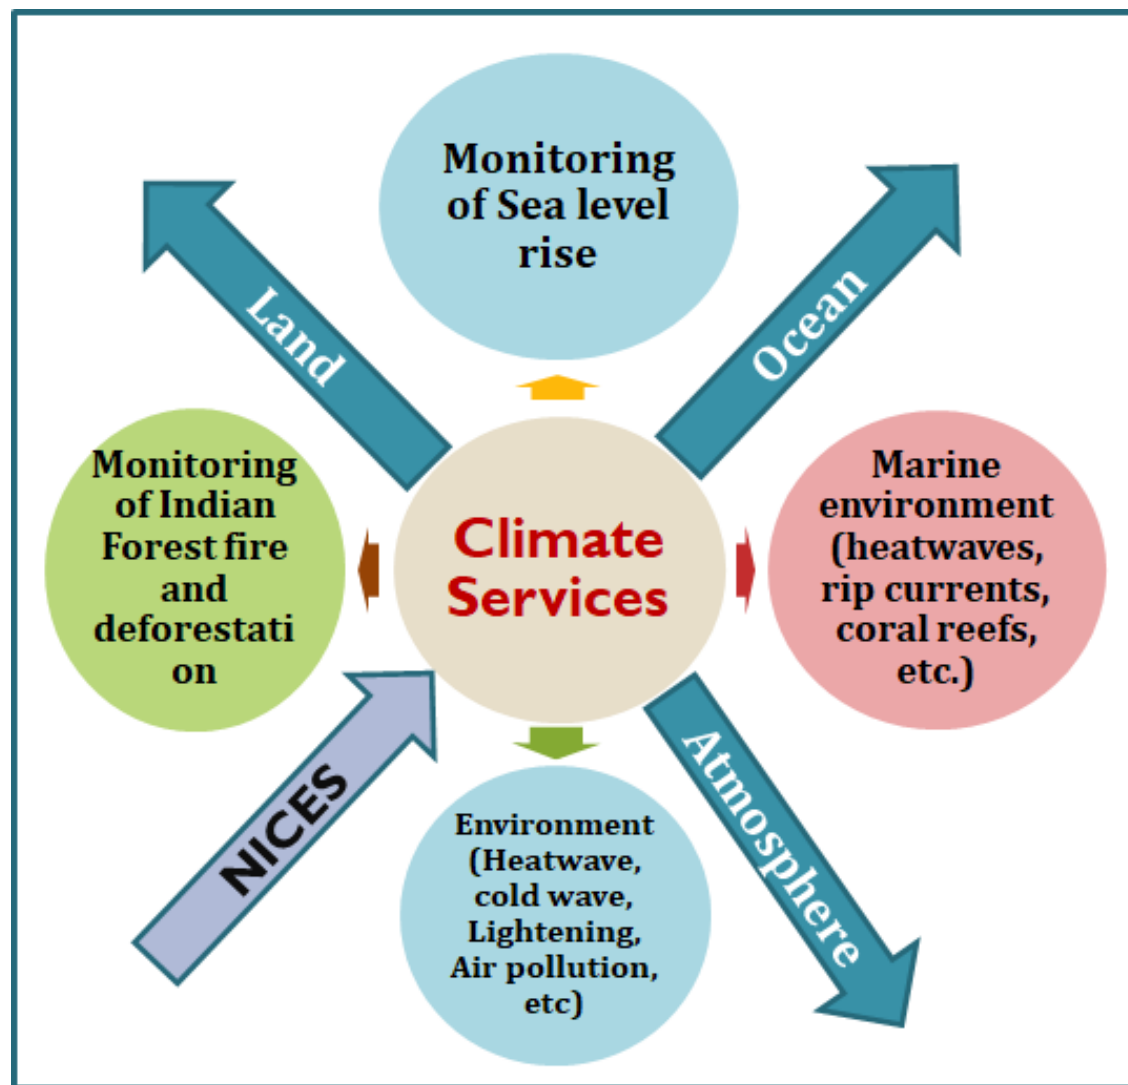 Monitoring
of Sea level
rise
Land
Ocean
Monitoring
of Indian
Forest fire
and
deforestati
on
Climate
Services
Marine
environment
(heatwaves,
rip currents,
coral reefs,
etc.)
NICES
Environment
(Heatwave,
cold wave,
Lightening,
Air pollution,
etc)
Atmosphere